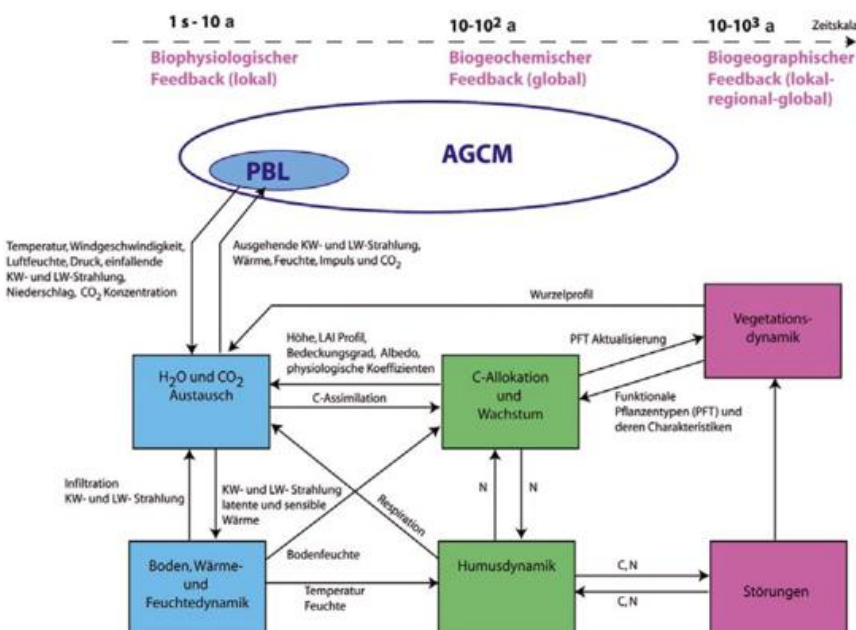 1 s - 10 a
10-10² a
10-10³ a
Zeitskala
Biophysiologischer
Feedback (lokal)
Biogeochemischer
Feedback (global)
Biogeographischer
Feedback (lokal-
regional-global)
AGCM
PBL
Temperatur, Windgeschwindigkeit,
Luftfeuchte, Druck, einfallende
KW- und LW-Strahlung,
Niederschlag, CO₂ Konzentration
Ausgehende KW- und LW-Strahlung,
Wärme, Feuchte, Impuls und CO₂
Wurzelprofil
Vegetations-
dynamik
Höhe, LAI Profil,
Bedeckungsgrad, Albedo,
physiologische Koeffizienten
PFT Aktualisierung
H₂O und CO₂
Austausch
C-Allokation
und
Wachstum
C-Assimilation
Funktionale
Pflanzentypen (PFT) und
deren Charakteristiken
Infiltration
KW- und LW- Strahlung
KW- und LW- Strahlung
latente und sensible
Wärme
Respiration
N
N
Bodenfeuchte
Boden, Wärme-
und
Feuchtedynamik
Humusdynamik
C, N
Störungen
Temperatur
Feuchte
C, N